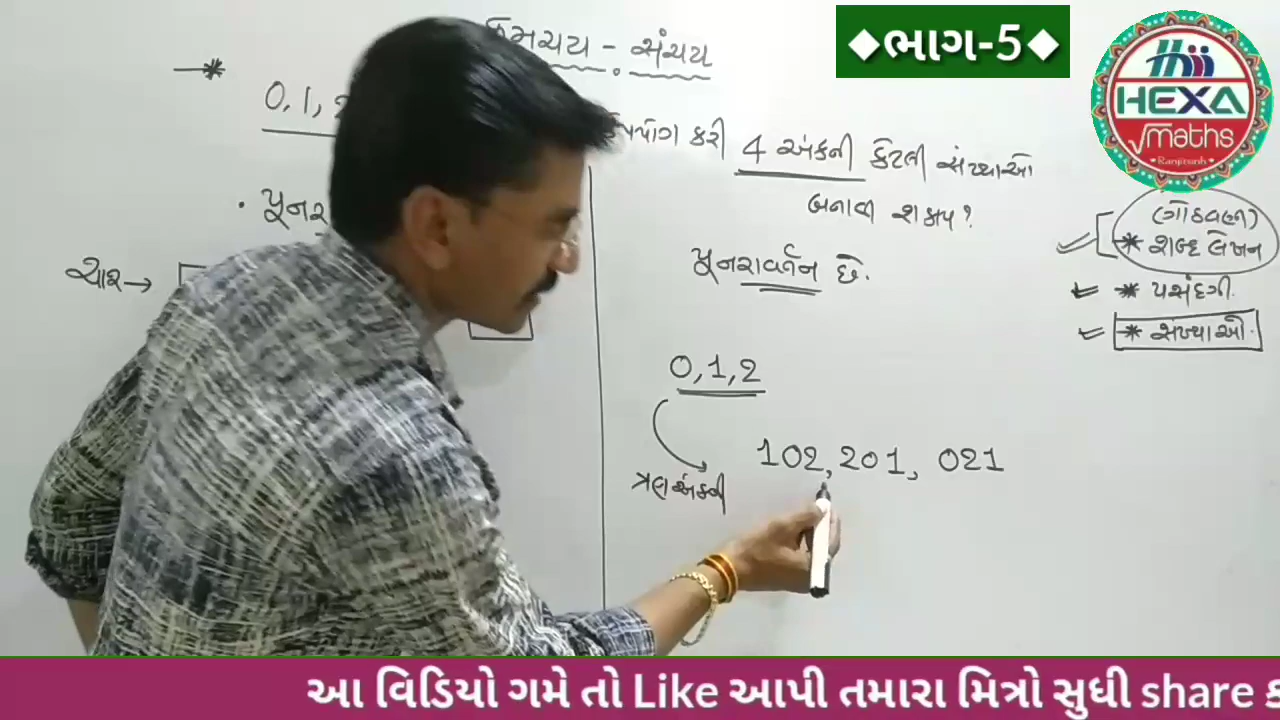 ક્રમચય - સંચય
◆ભાગ-5◆
HEXA
√maths
Ranjitsinh
0, 1,
કરી 4 અંકની કેટલી સંખ્યાઓ
બનાવી શકાય?
પુનરાવર્તન છે.
(ગોઠવણ)
* શબ્દ લેખન
* પસંદગી.
* સંખ્યાઓ.
ચાર →
0, 1, 2
ત્રણ અંકની
102, 201, 021
આ વિડિયો ગમે તો Like આપી તમારા મિત્રો સુધી share